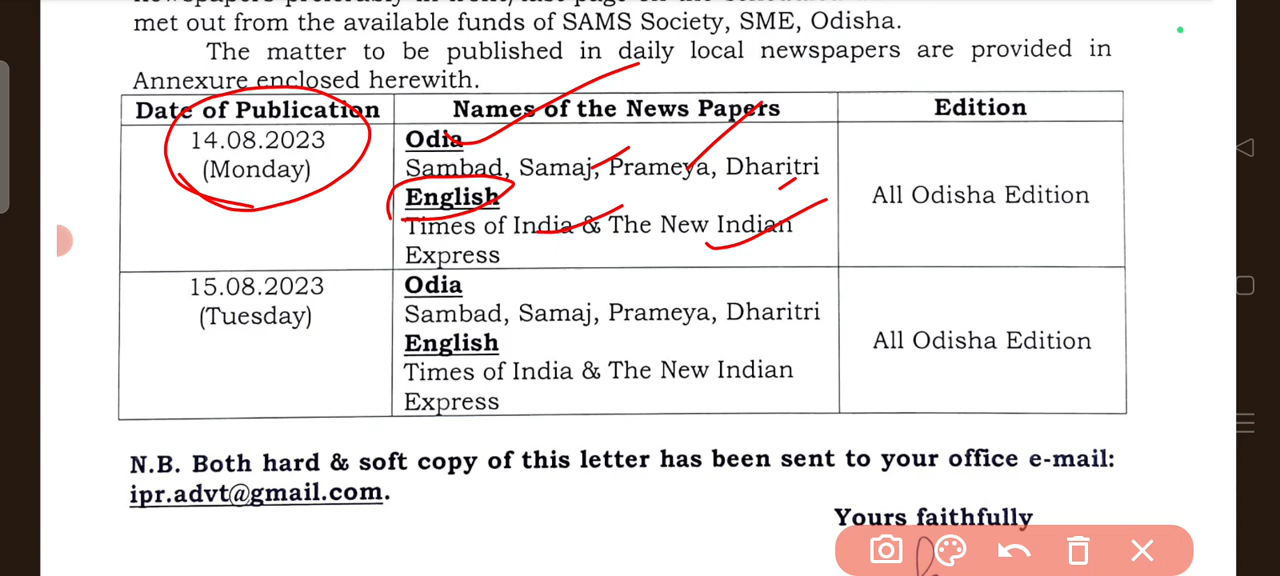 met out from the available funds of SAMS Society, SME, Odisha.
The matter to be published in daily local newspapers are provided in
Annexure enclosed herewith.
Date of Publication Names of the News Papers Edition
14.08.2023
(Monday)
Odia
Sambad, Samaj, Prameya, Dharitri
English
Times of India & The New Indian
Express
All Odisha Edition
15.08.2023
(Tuesday)
Odia
Sambad, Samaj, Prameya, Dharitri
English
Times of India & The New Indian
Express
All Odisha Edition
N.B. Both hard & soft copy of this letter has been sent to your office e-mail:
ipr.advt@gmail.com.
Yours faithfully